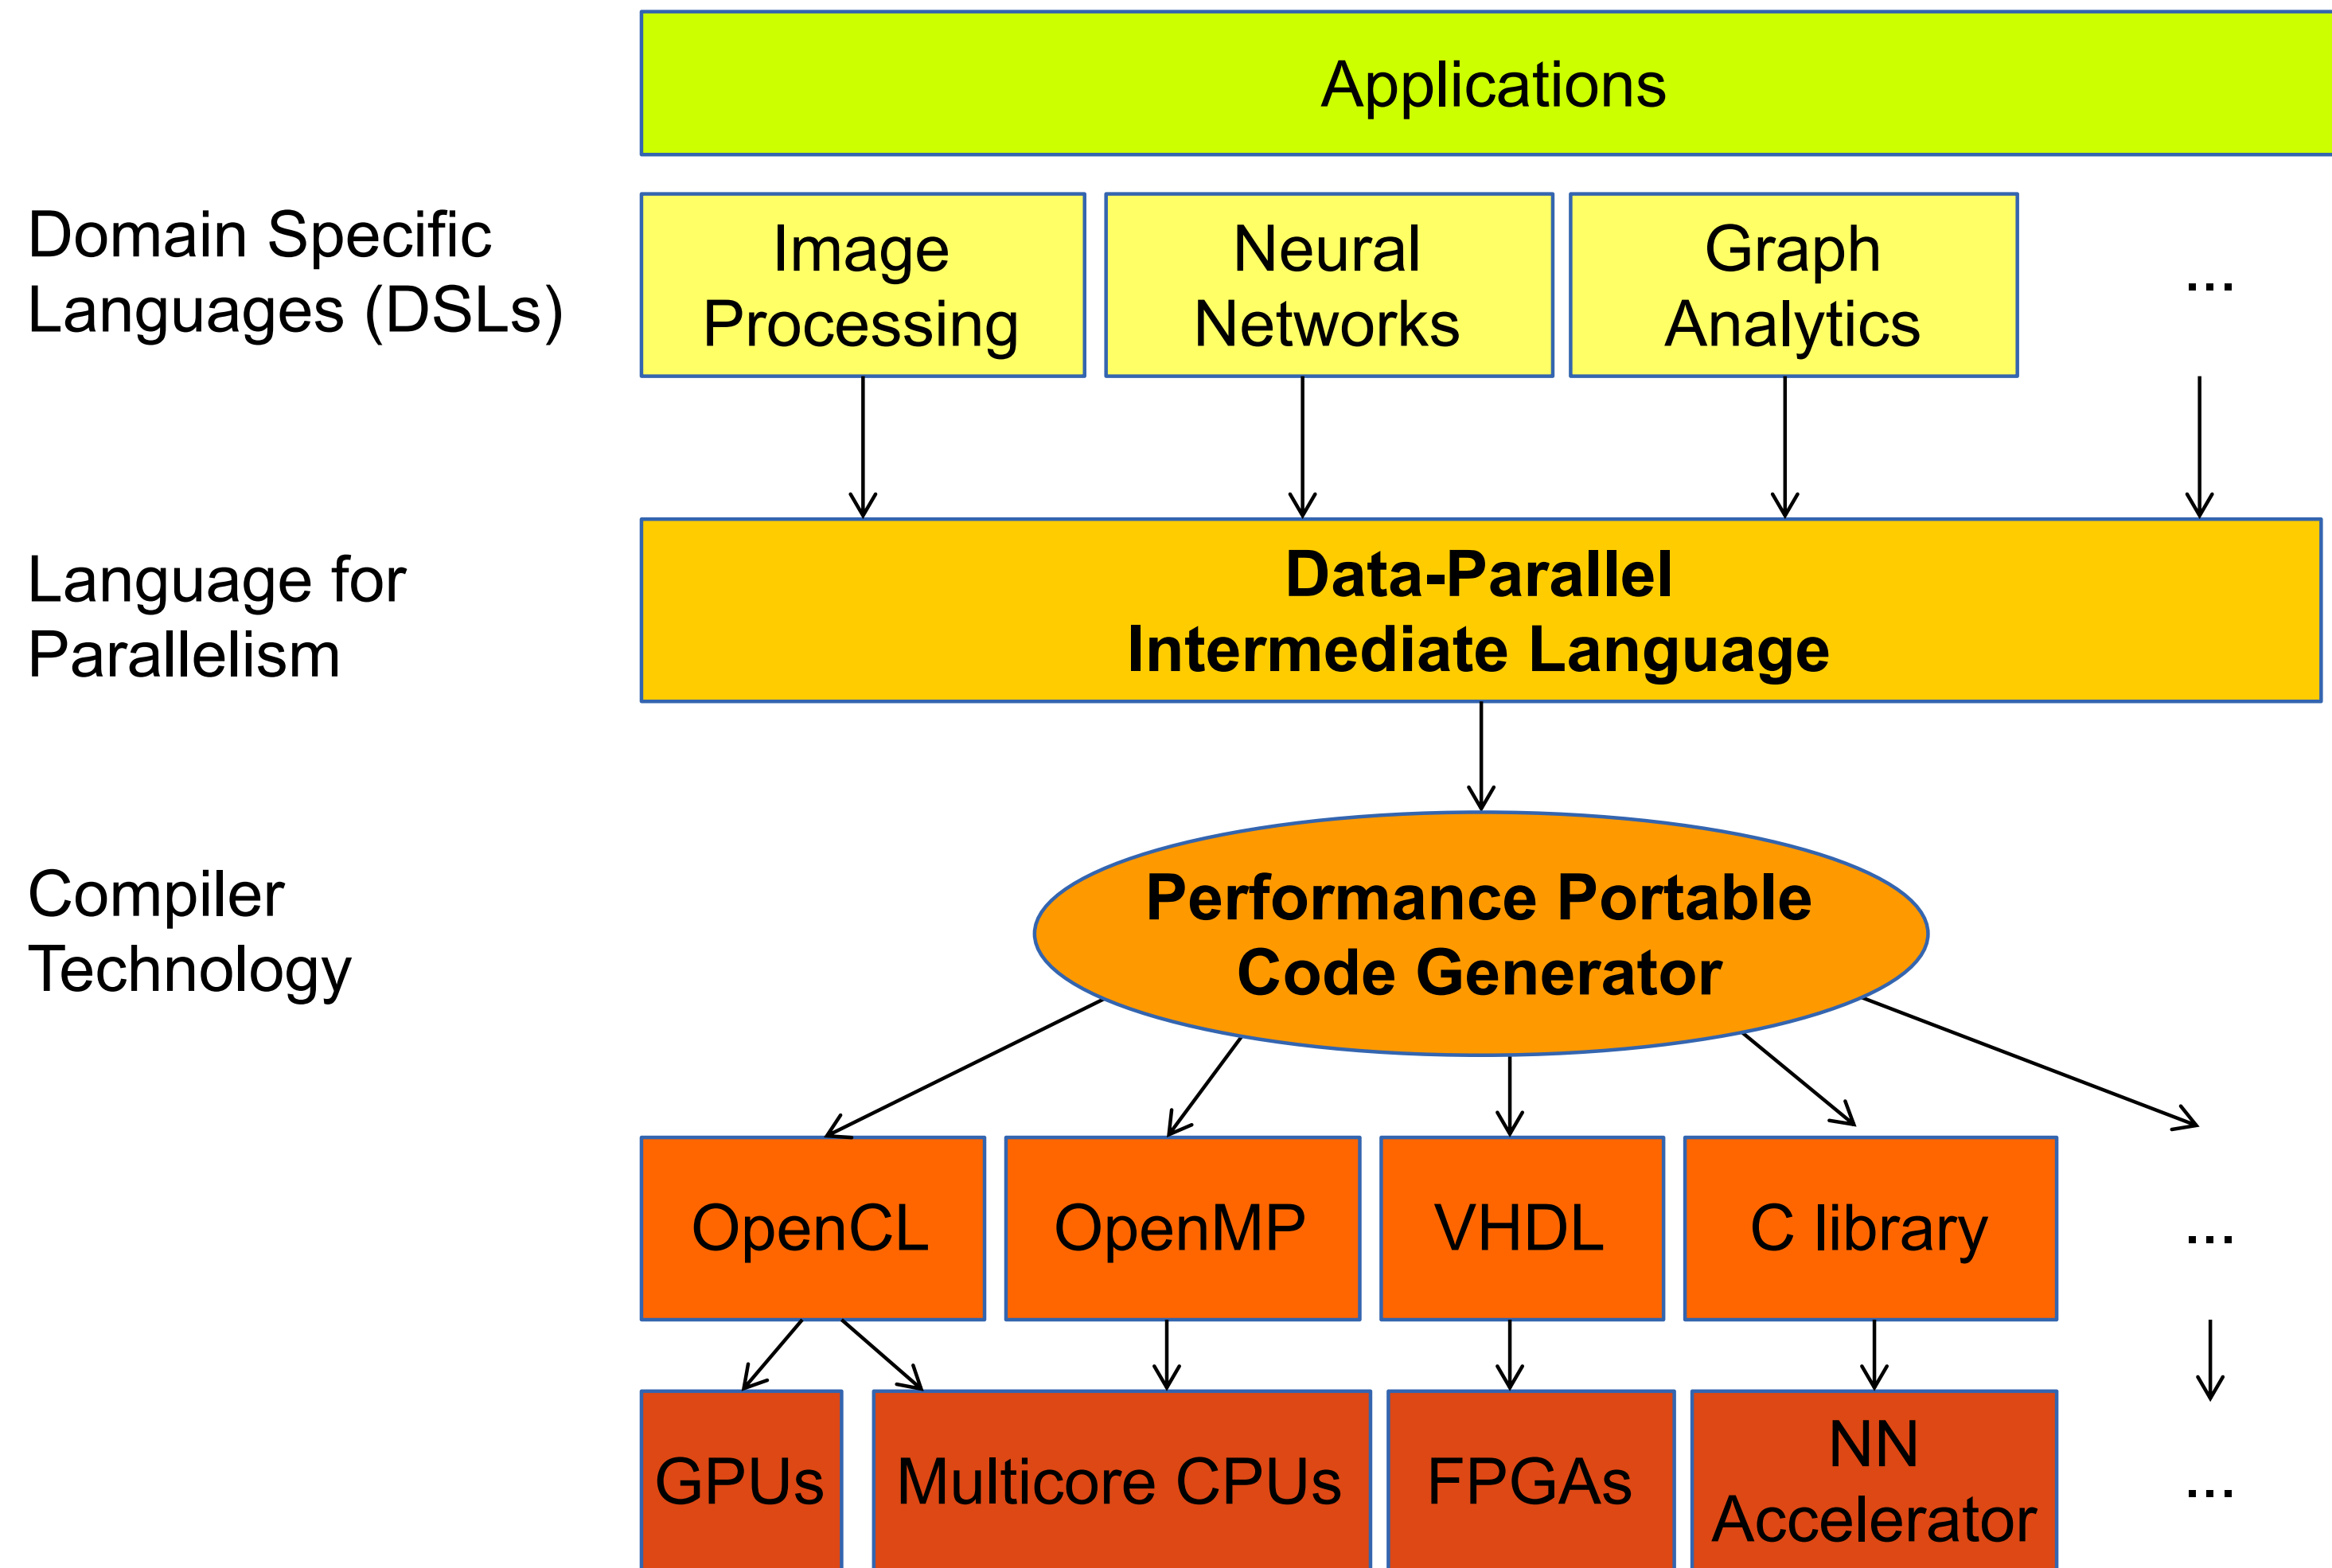 Applications
Domain Specific
Languages (DSLs)
Image
Processing
Neural
Networks
Graph
Analytics
...
Language for
Parallelism
Data-Parallel
Intermediate Language
Compiler
Technology
Performance Portable
Code Generator
OpenCL
OpenMP
VHDL
C library
...
GPUs
Multicore CPUs
FPGAs
NN
Accelerator
...